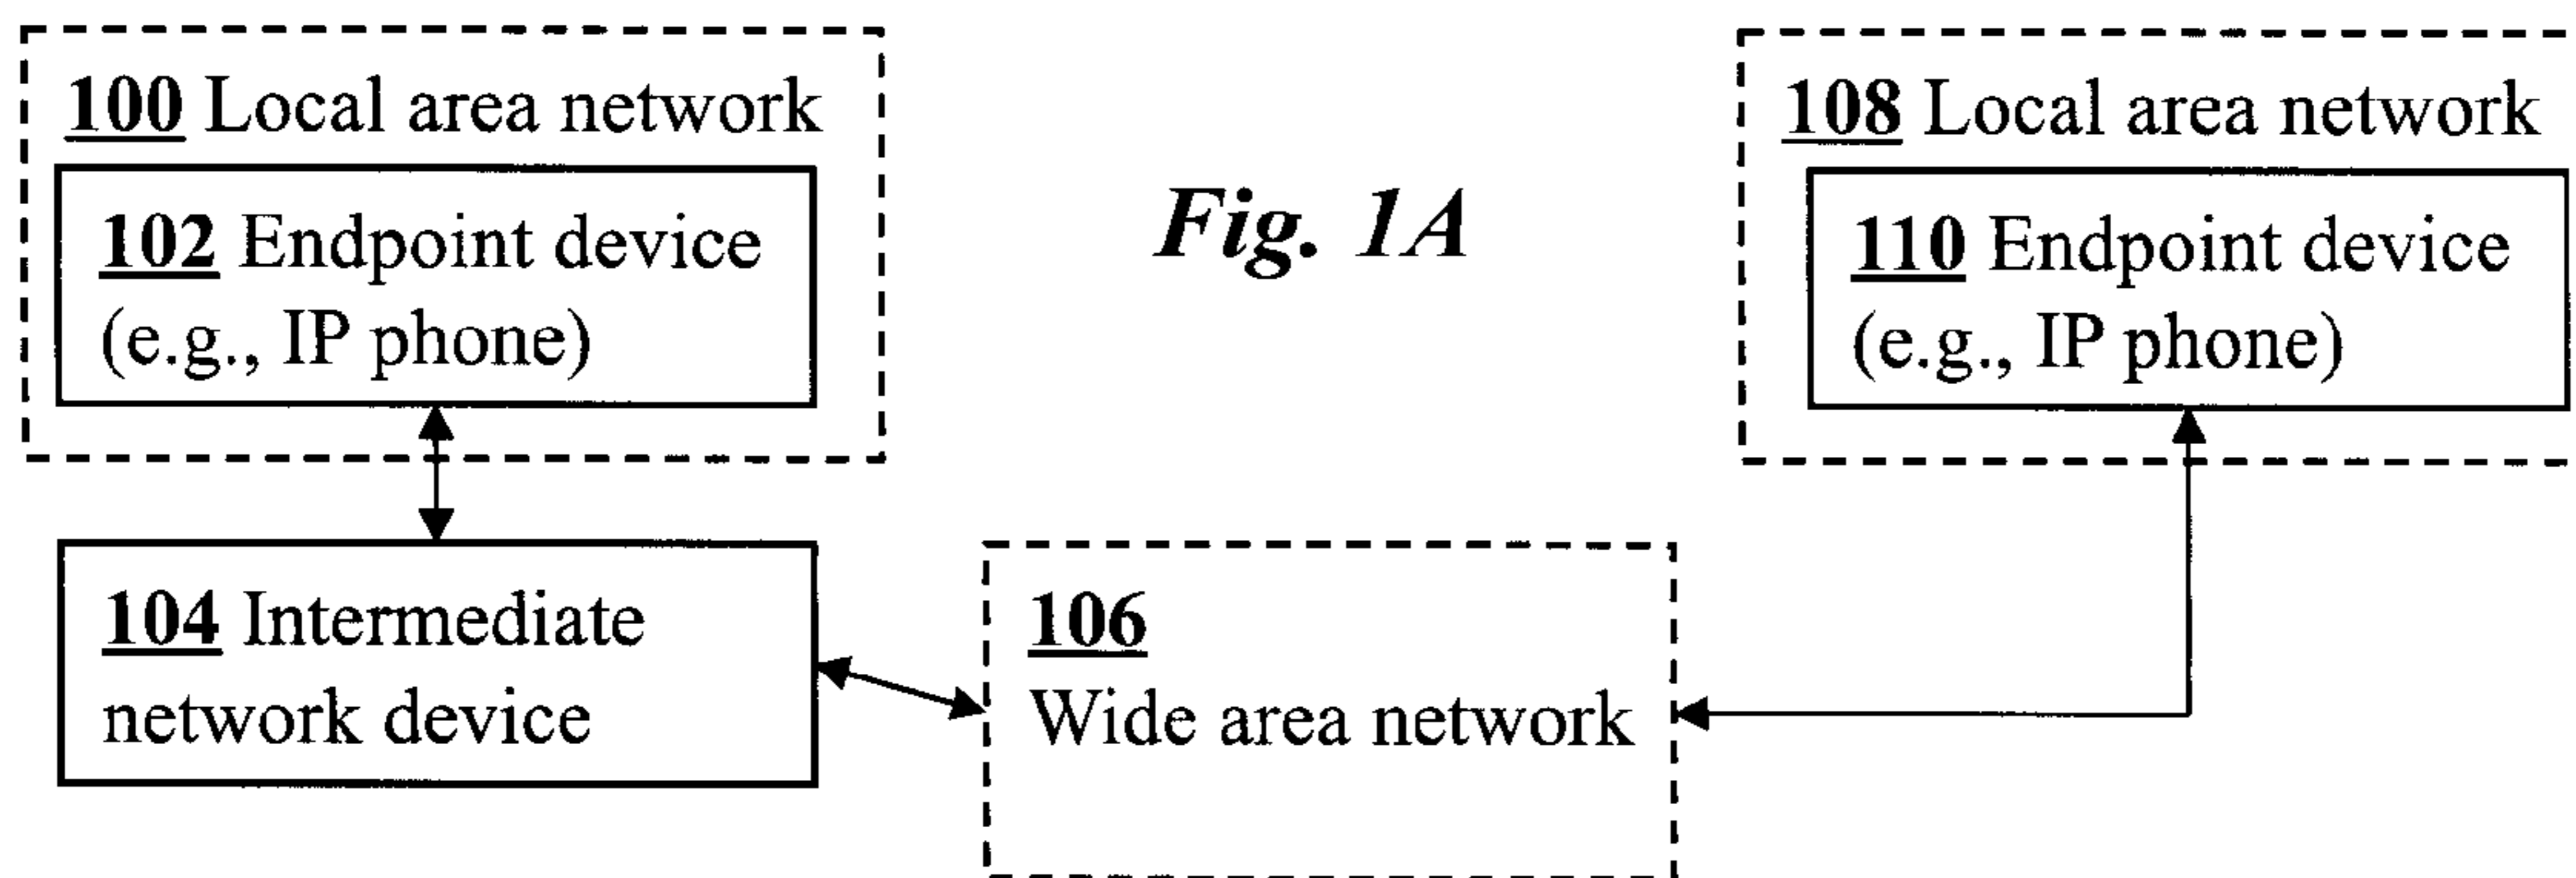 100 Local area network
102 Endpoint device
(e.g., IP phone)
Fig. 1A
108 Local area network
110 Endpoint device
(e.g., IP phone)
104 Intermediate
network device
106
Wide area network